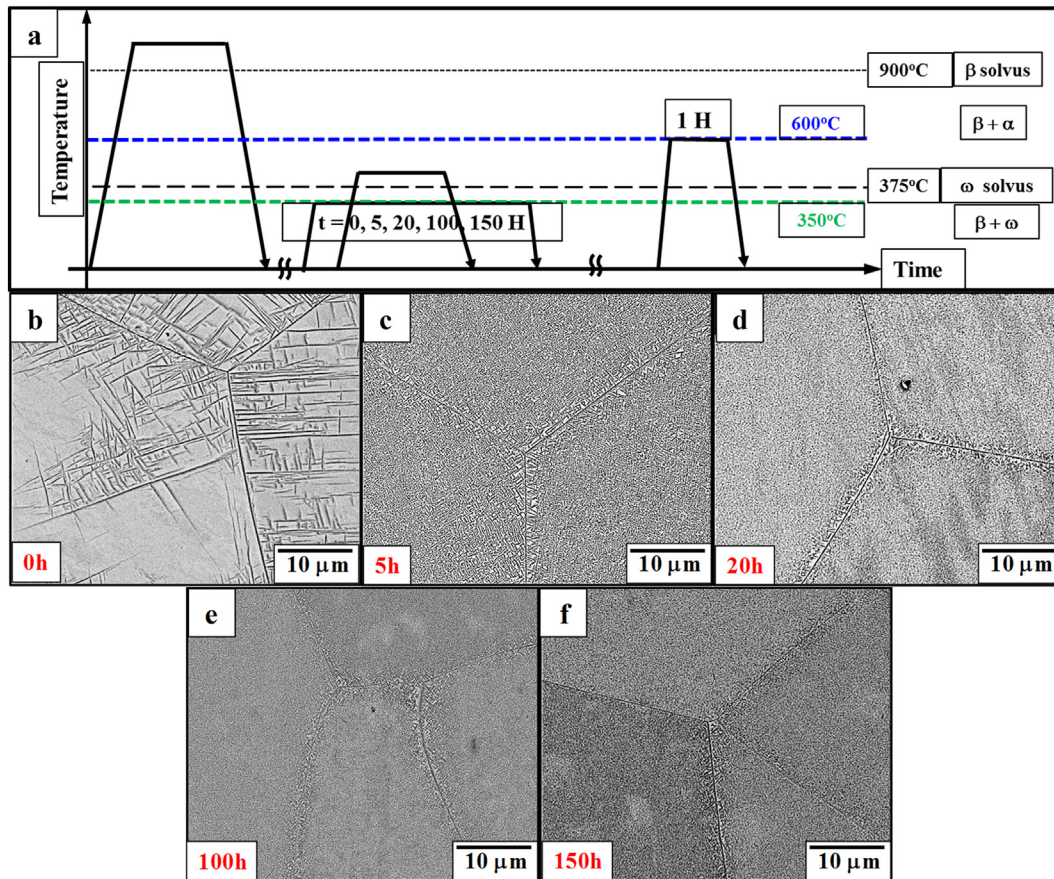 a
Temperature
900°C
β solvus
1 H
600°C
β + α
375°C
ω solvus
t = 0, 5, 20, 100, 150 H
350°C
β + ω
Time
b
0h
10 μm
c
5h
10 μm
d
20h
10 μm
e
100h
10 μm
f
150h
10 μm